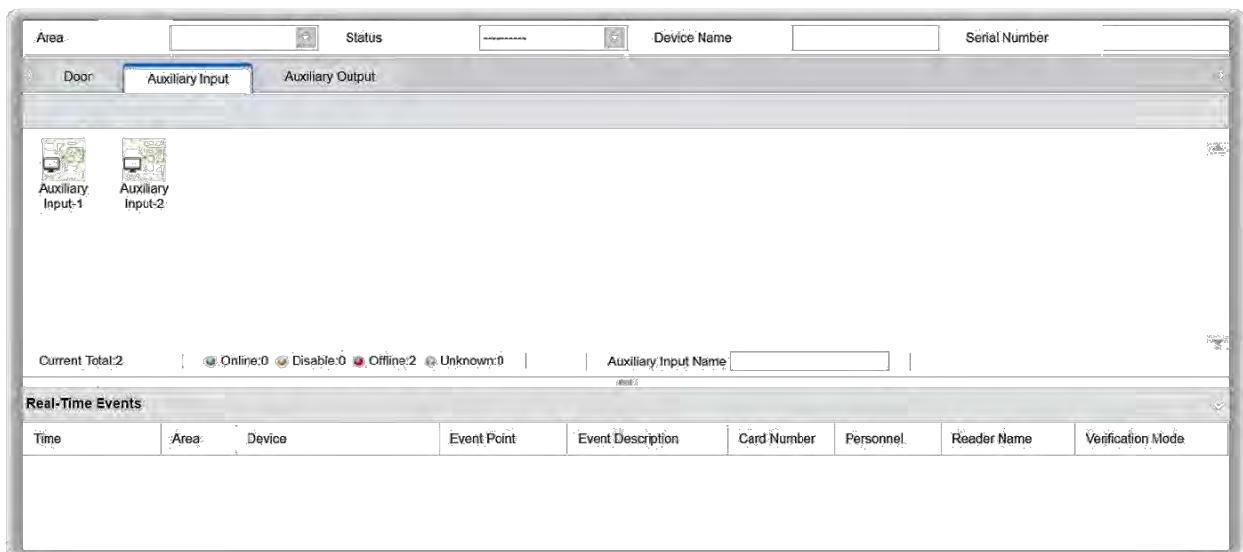 Area Status --------- Device Name Serial Number
Door Auxiliary Input Auxiliary Output
Auxiliary Input-1
Auxiliary Input-2
Current Total:2 Online:0 Disable:0 Offline:2 Unknown:0 Auxiliary Input Name
Real-Time Events
Time Area Device Event Point Event Description Card Number Personnel Reader Name Verification Mode